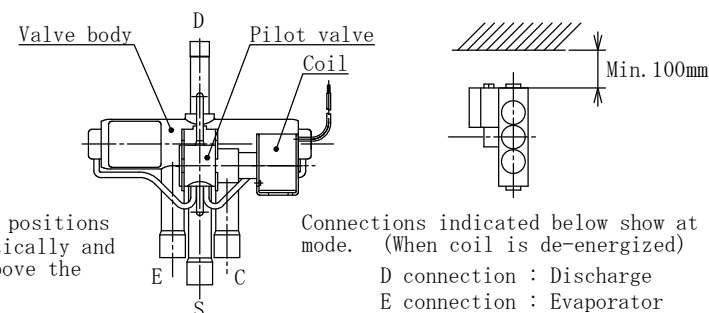 D
Valve body
Pilot valve
Coil
Min.100mm
positions
tically and
ove the
E
C
S
Connections indicated below show at
mode. (When coil is de-energized)
D connection : Discharge
E connection : Evaporator